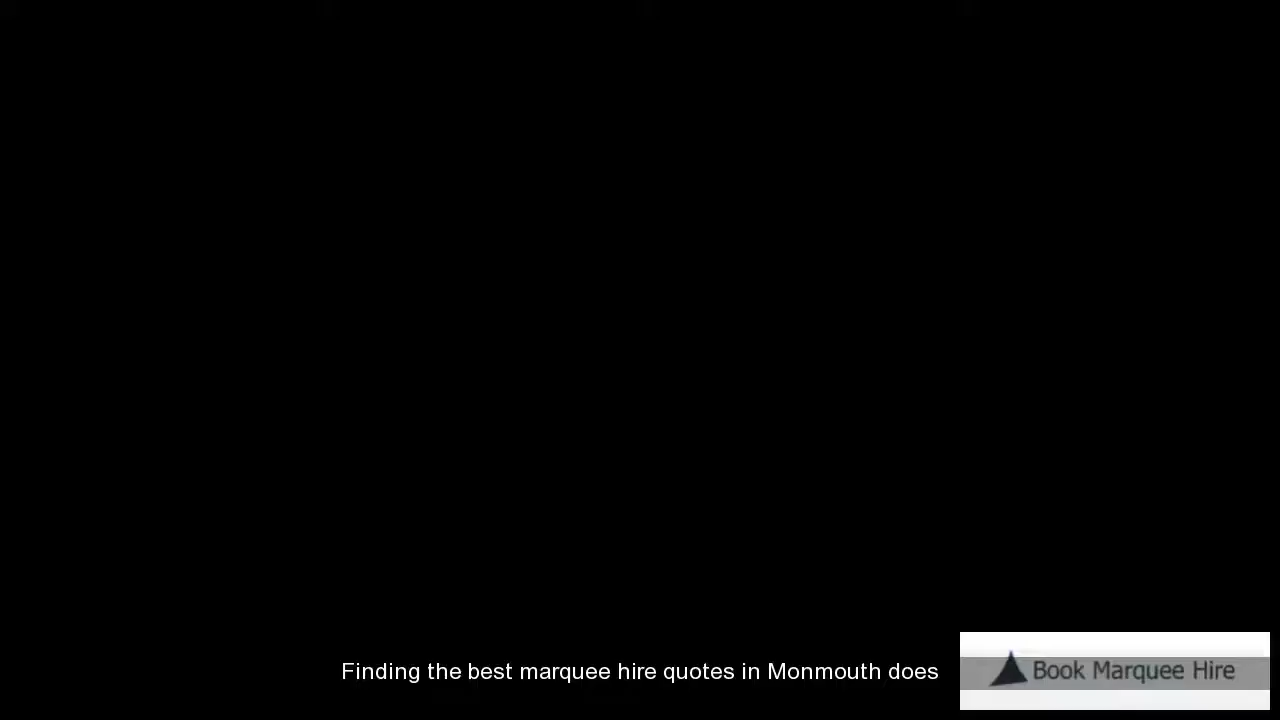 Finding the best marquee hire quotes in Monmouth does
Book Marquee Hire